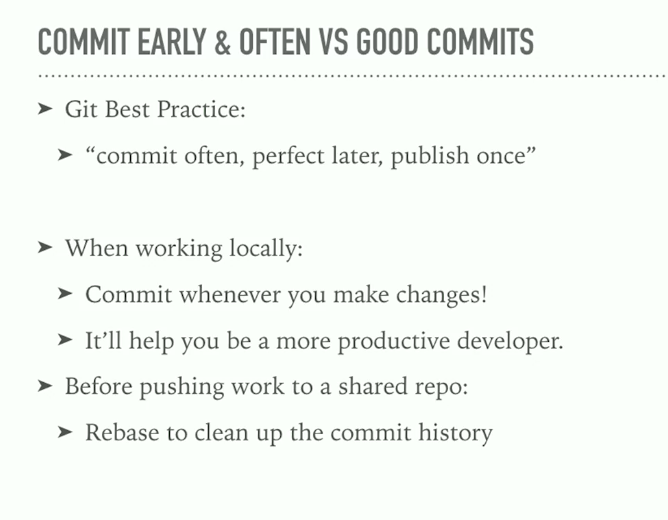 COMMIT EARLY & OFTEN VS GOOD COMMITS
➤ Git Best Practice:
➤ “commit often, perfect later, publish once”
➤ When working locally:
➤ Commit whenever you make changes!
➤ It’ll help you be a more productive developer.
➤ Before pushing work to a shared repo:
➤ Rebase to clean up the commit history